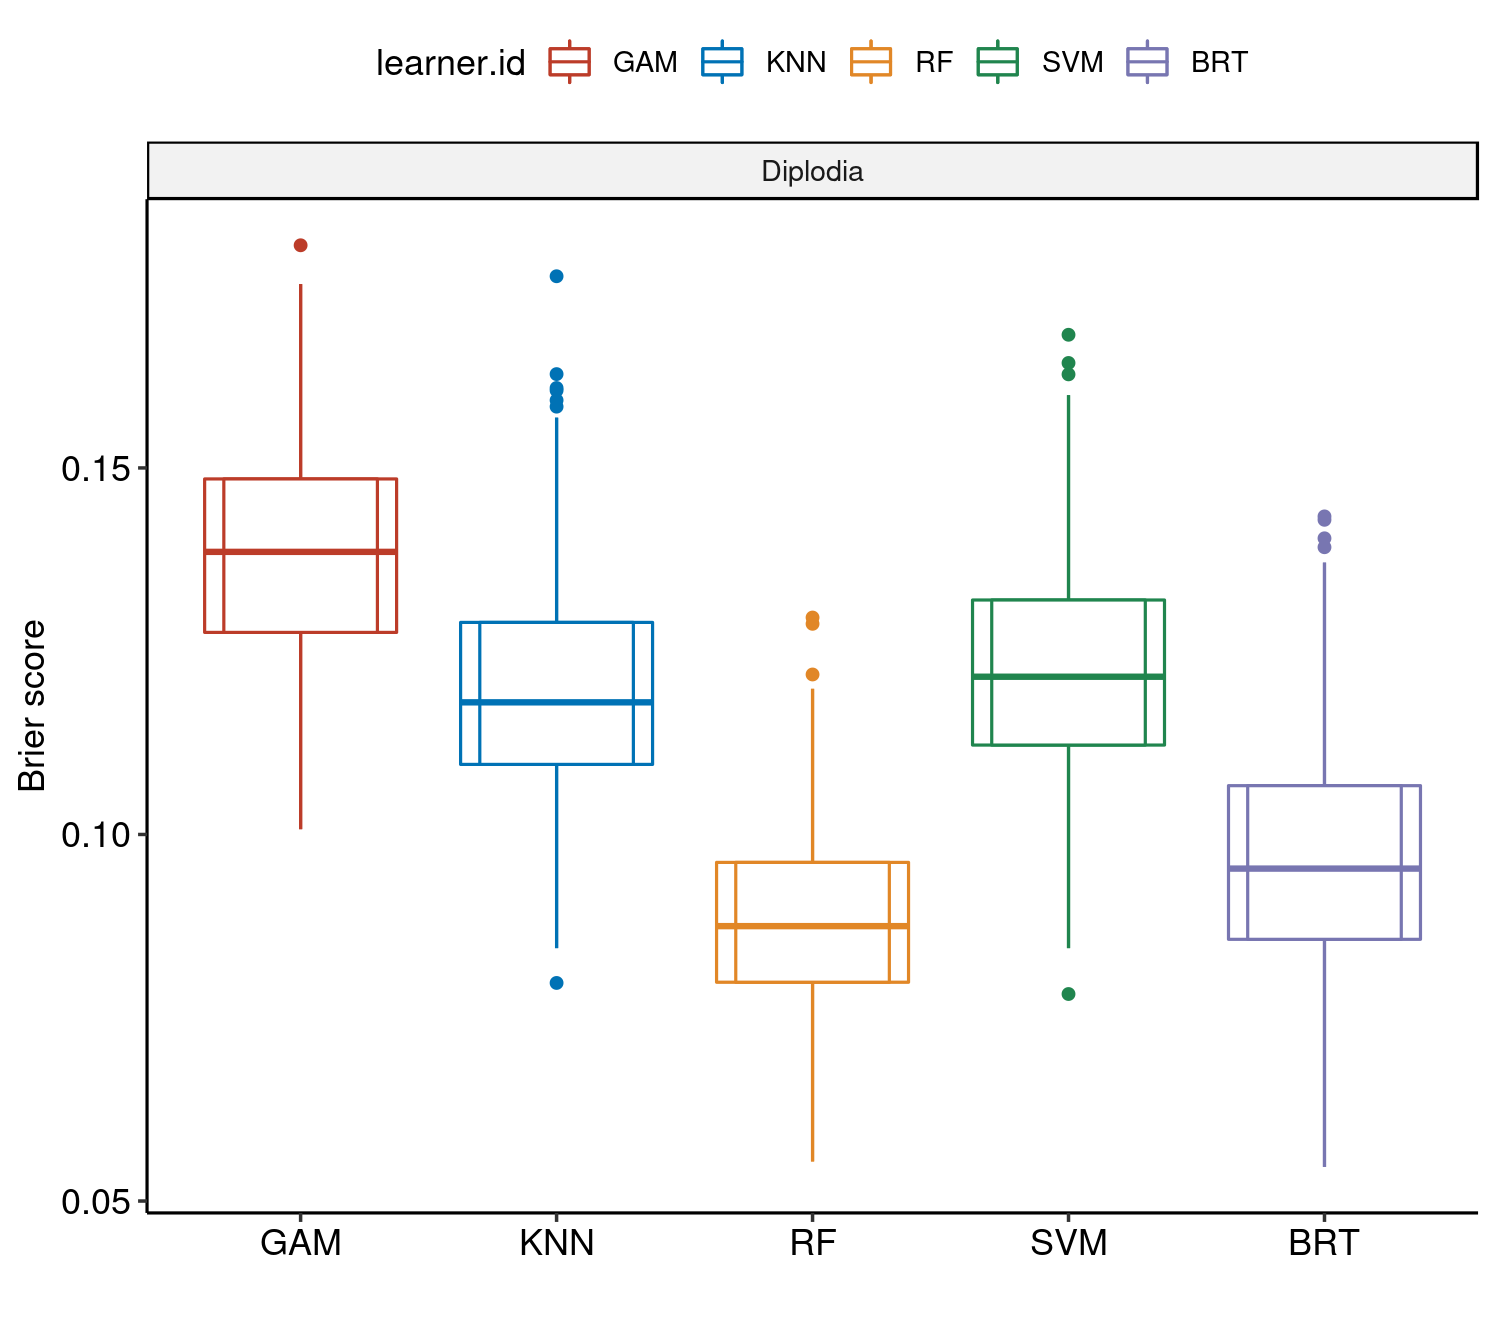 learner.id GAM KNN RF SVM BRT
Diplodia
Brier score
0.15
0.10
0.05
GAM KNN RF SVM BRT